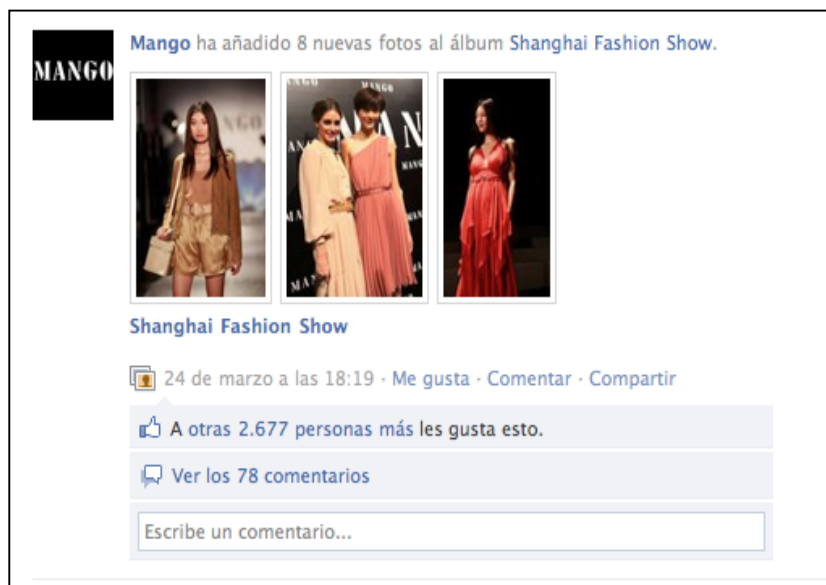 MANGO
Mango ha añadido 8 nuevas fotos al álbum Shanghai Fashion Show.
MANGO
MANGO
Shanghai Fashion Show
24 de marzo a las 18:19 · Me gusta · Comentar · Compartir
A otras 2.677 personas más les gusta esto.
Ver los 78 comentarios
Escribe un comentario...